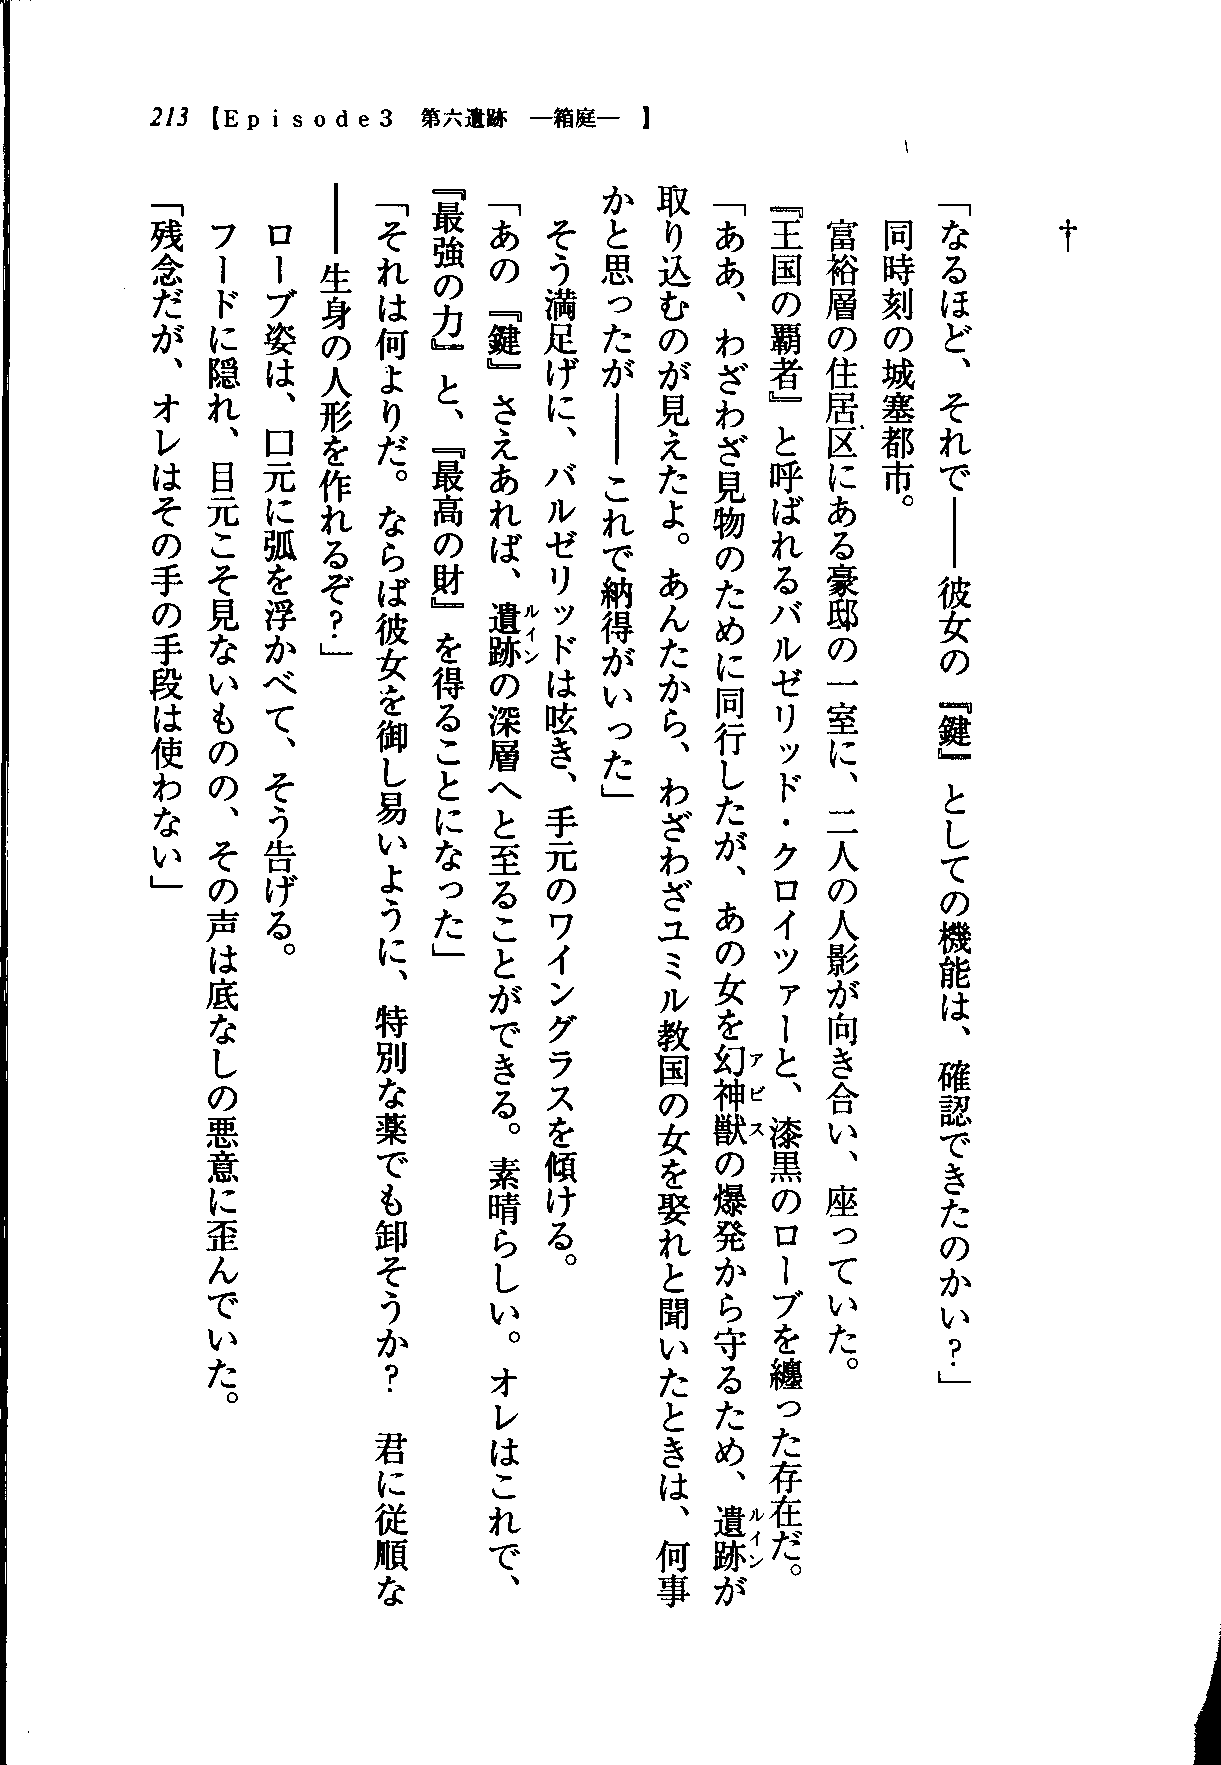 213【Episode3　第六遺跡　―箱庭―　】
†
「なるほど、それで――彼女の『鍵』としての機能は、確認できたのかい？」
同時刻の城塞都市。
富裕層の住居区にある豪邸の一室に、二人の人影が向き合い、座っていた。
『王国の覇者』と呼ばれるバルゼリッド・クロイツァーと、漆黒のローブを纏った存在だ。
「ああ、わざわざ見物のために同行したが、あの女を幻神獣の爆発から守るため、遺跡が
アビス
ルイン
取り込むのが見えたよ。あんたから、わざわざユミル教国の女を娶れと聞いたときは、何事
かと思ったが――これで納得がいった」
そう満足げに、バルゼリッドは呟き、手元のワイングラスを傾ける。
「あの『鍵』さえあれば、遺跡の深層へと至ることができる。素晴らしい。オレはこれで、
ルイン
『最強の力』と、『最高の財』を得ることになった」
「それは何よりだ。ならば彼女を御し易いように、特別な薬でも卸そうか？　君に従順な
――生身の人形を作れるぞ？」
ローブ姿は、口元に弧を浮かべて、そう告げる。
フードに隠れ、目元こそ見ないものの、その声は底なしの悪意に歪んでいた。
「残念だが、オレはその手の手段は使わない」